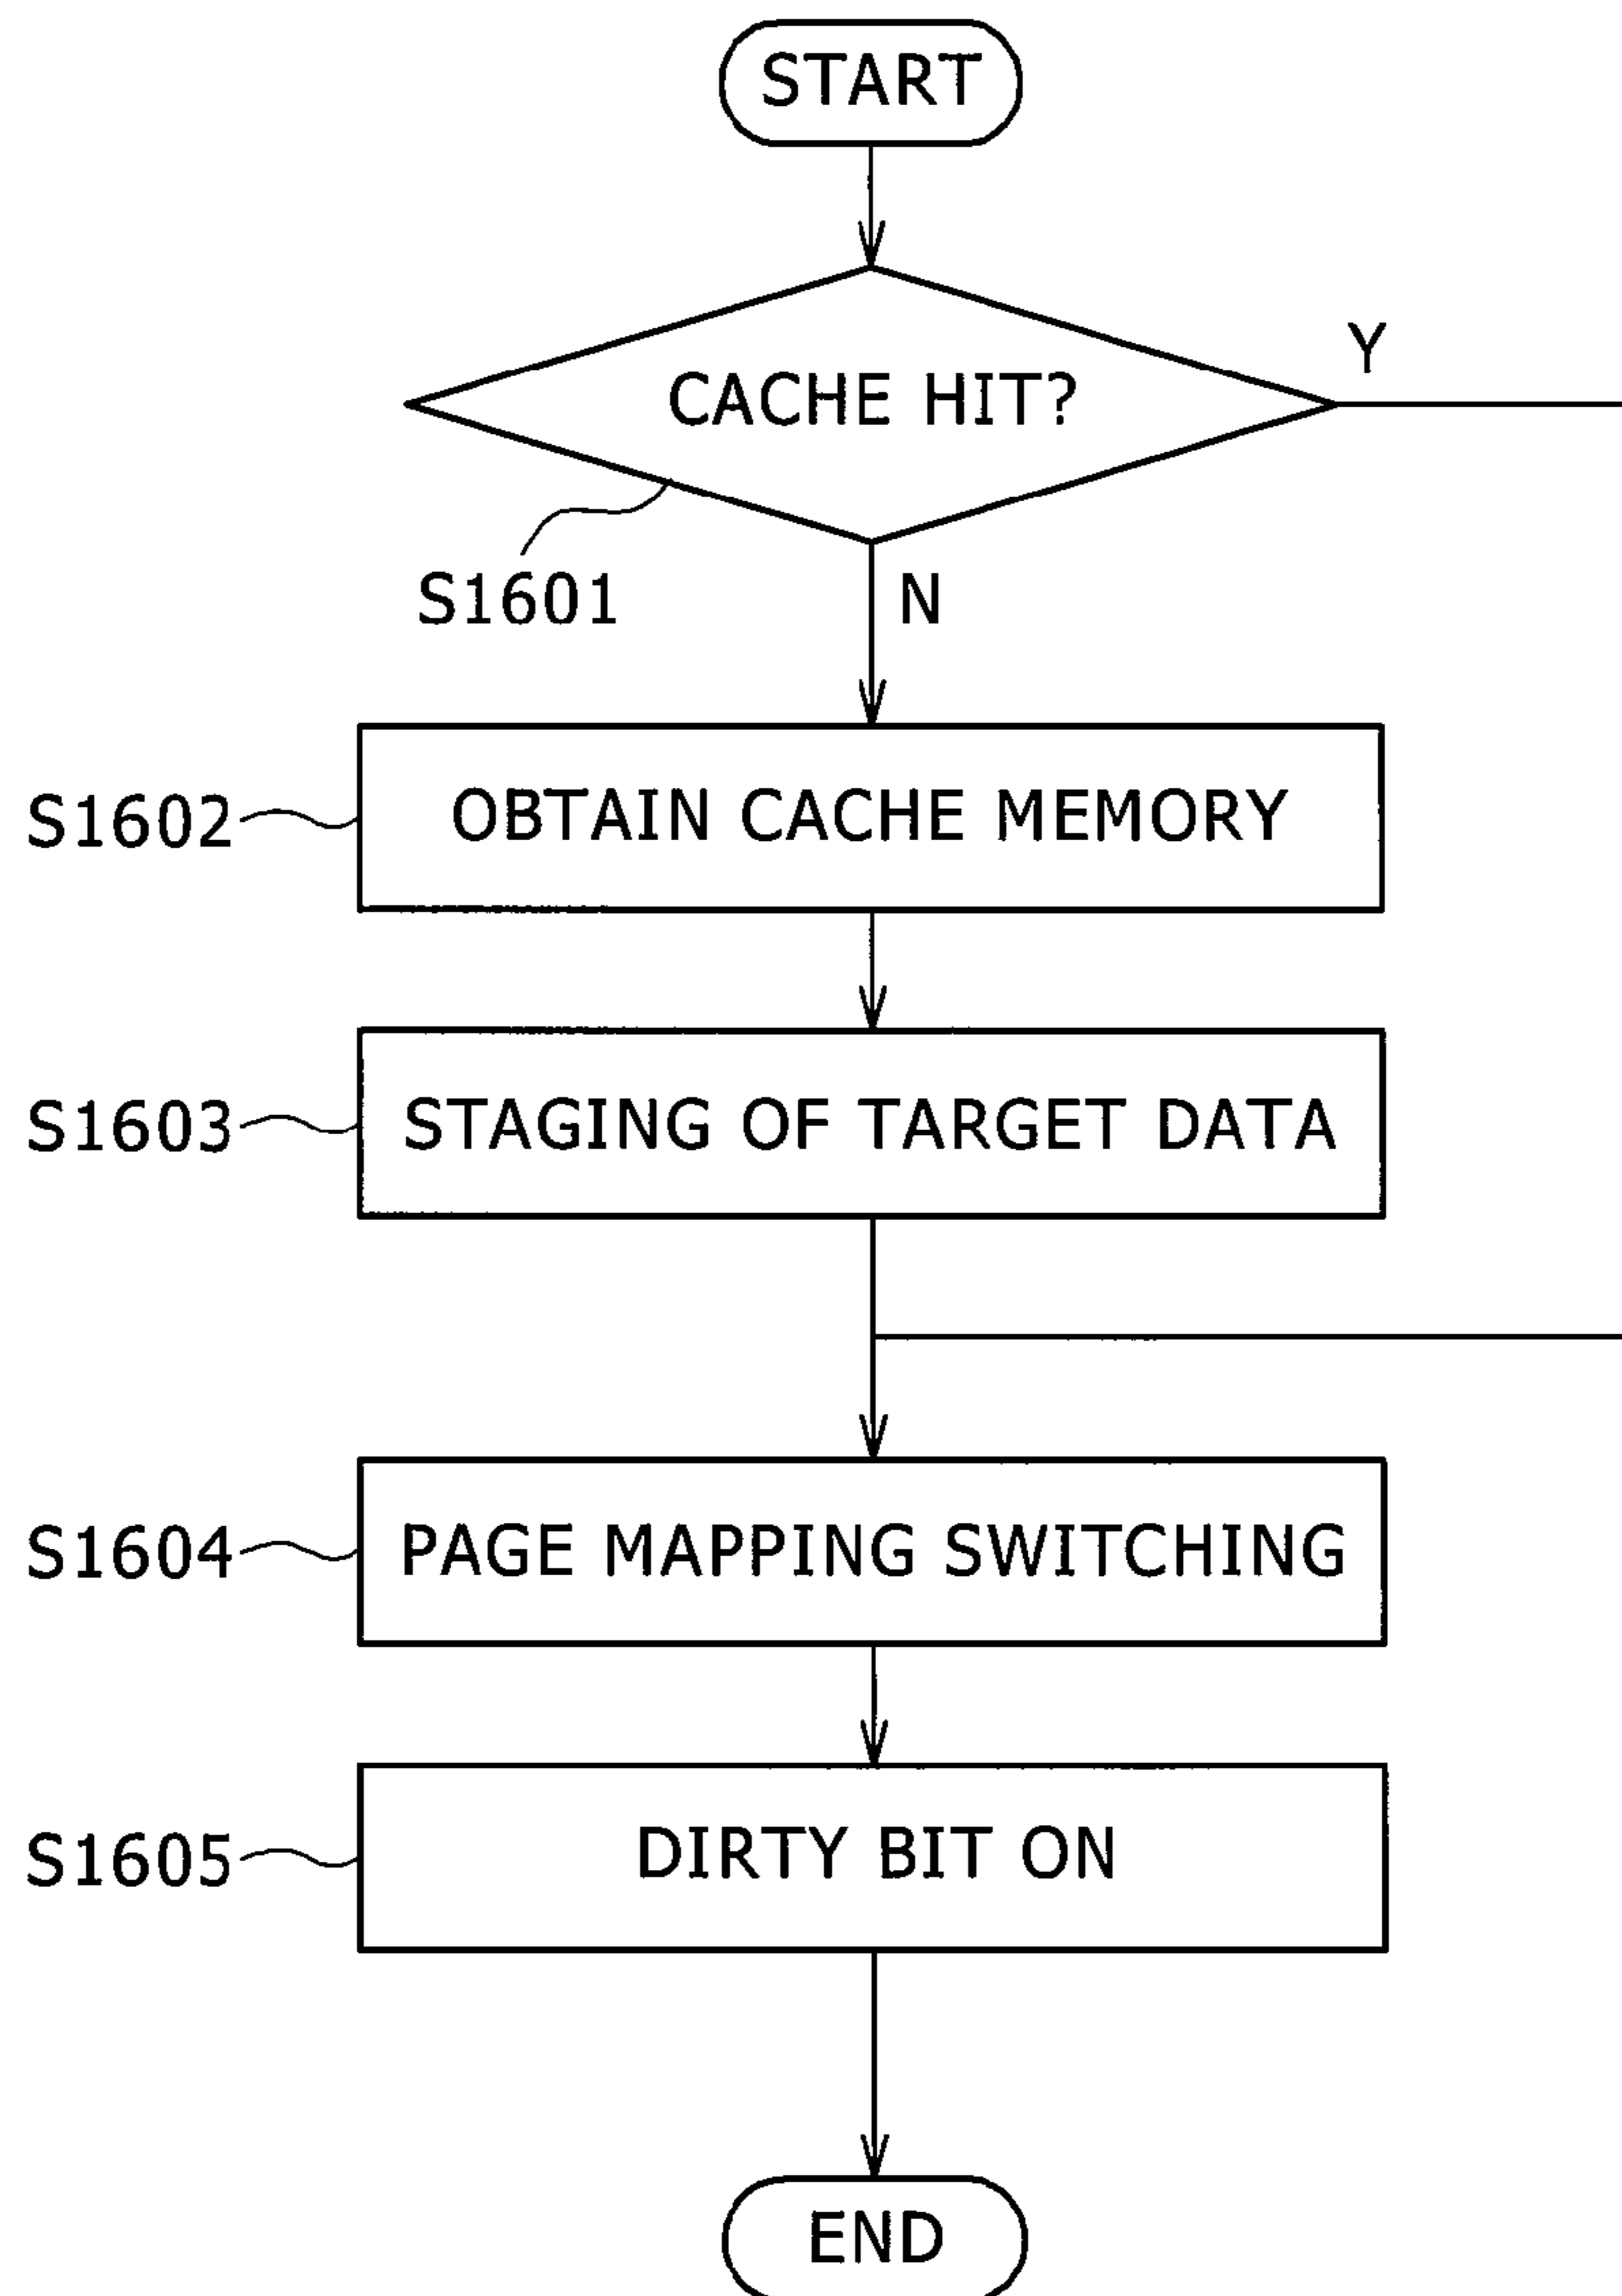 START
CACHE HIT?
Y
S1601
N
S1602
OBTAIN CACHE MEMORY
S1603
STAGING OF TARGET DATA
S1604
PAGE MAPPING SWITCHING
S1605
DIRTY BIT ON
END